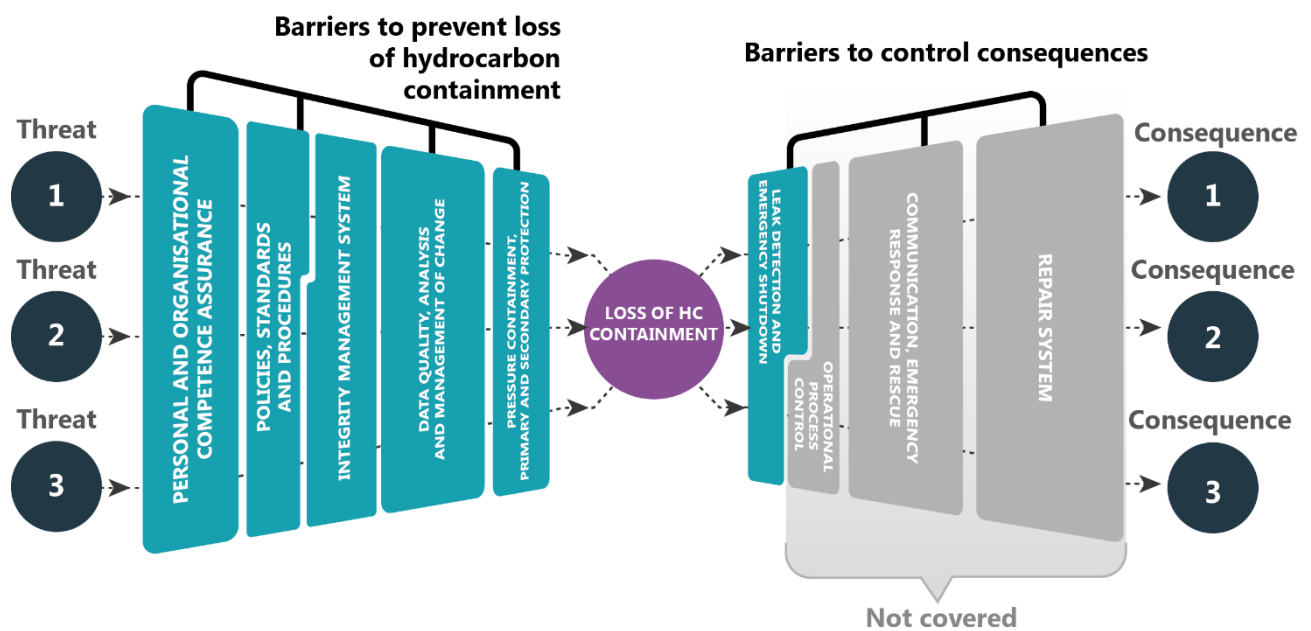 Barriers to prevent loss
of hydrocarbon
containment
Barriers to control consequences
Threat
1
Threat
2
Threat
3
PERSONAL AND ORGANISATIONAL
COMPETENCE ASSURANCE
POLICIES, STANDARDS
AND PROCEDURES
INTEGRITY MANAGEMENT SYSTEM
DATA QUALITY, ANALYSIS
AND MANAGEMENT OF CHANGE
PRESSURE CONTAINMENT,
PRIMARY AND SECONDARY PROTECTION
LOSS OF HC
CONTAINMENT
LEAK DETECTION AND
EMERGENCY SHUTDOWN
OPERATIONAL
PROCESS
CONTROL
COMMUNICATION, EMERGENCY
RESPONSE AND RESCUE
REPAIR SYSTEM
Consequence
1
Consequence
2
Consequence
3
Not covered